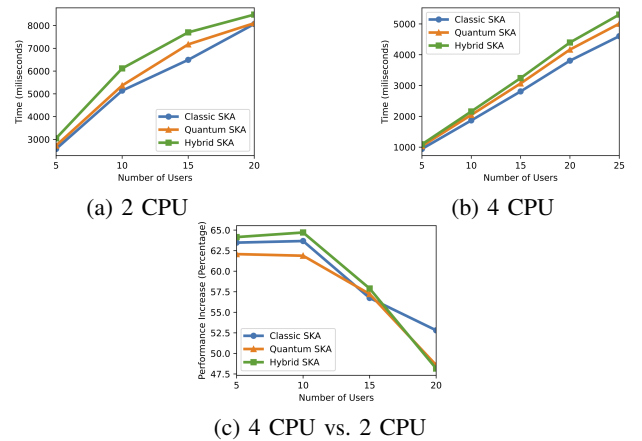 8000
7000
6000
5000
4000
3000
Time (miliseconds)
Classic SKA
Quantum SKA
Hybrid SKA
5
10
15
20
Number of Users
(a) 2 CPU
5000
4000
3000
2000
1000
Time (miliseconds)
Classic SKA
Quantum SKA
Hybrid SKA
5
10
15
20
25
Number of Users
(b) 4 CPU
65.0
62.5
60.0
57.5
55.0
52.5
50.0
47.5
Performance Increase (Percentage)
Classic SKA
Quantum SKA
Hybrid SKA
5
10
15
20
Number of Users
(c) 4 CPU vs. 2 CPU